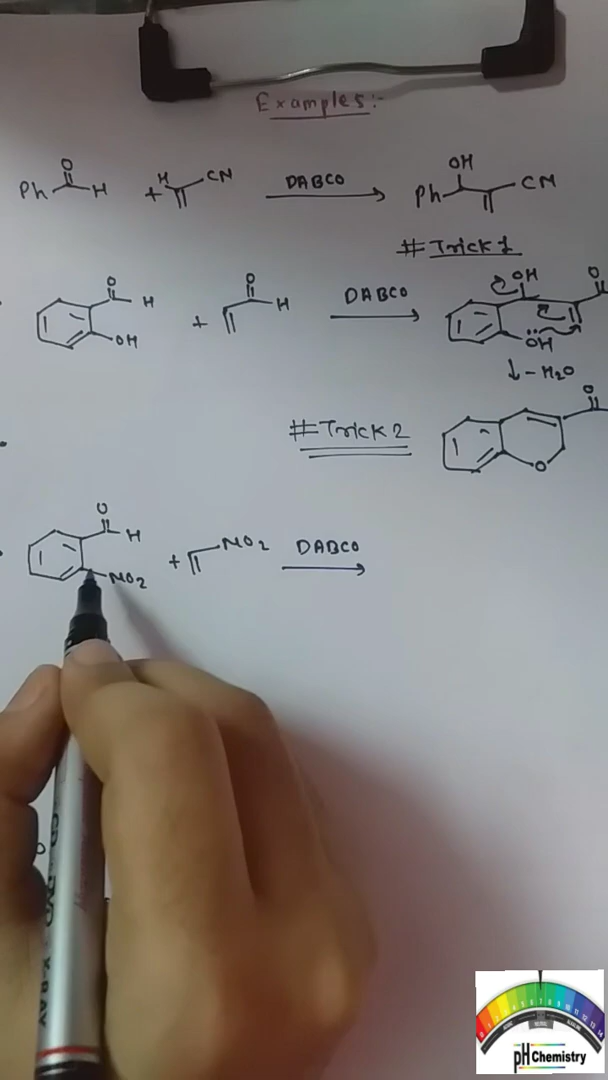 Examples:-
Ph O H + H CN DABCO OH Ph CN
#Trick 1
O H OH + O H DABCO OH O OH
↓ - H2O
#Trick 2 O O
O H NO2 + NO2 DABCO
pH Chemistry